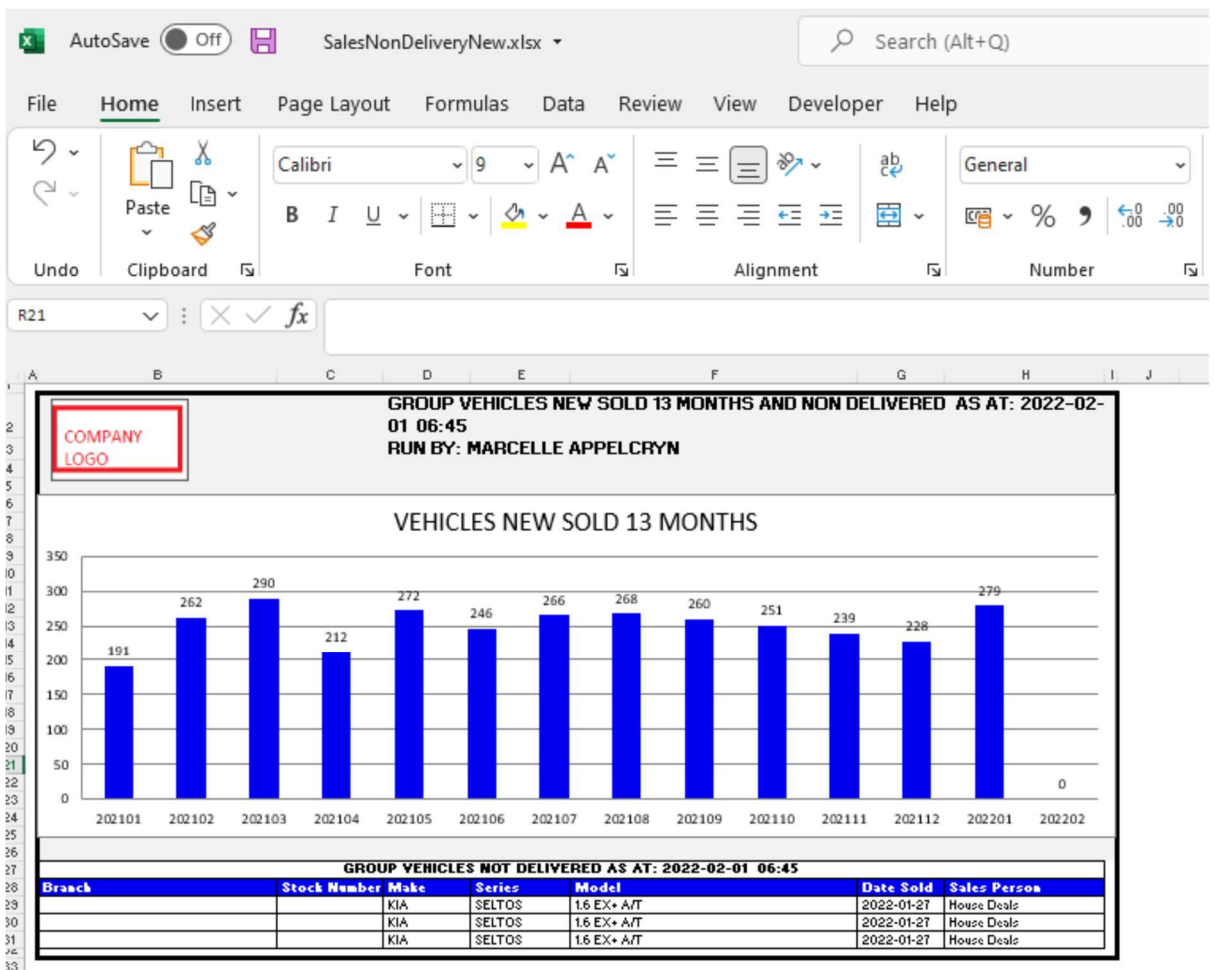 AutoSave Off SalesNonDeliveryNew.xlsx Search (Alt+Q)
File Home Insert Page Layout Formulas Data Review View Developer Help
Calibri 9 General
Paste
B I U
Undo Clipboard Font Alignment Number
R21 fx
A B C D E F G H I J
GROUP VEHICLES NEW SOLD 13 MONTHS AND NON DELIVERED AS AT: 2022-02-
01 06:45
RUN BY: MARCELLE APPELCRYN
COMPANY
LOGO
VEHICLES NEW SOLD 13 MONTHS
350
300
250
200
150
100
50
0
191 262 290 212 272 246 266 268 260 251 239 228 279 0
202101 202102 202103 202104 202105 202106 202107 202108 202109 202110 202111 202112 202201 202202
GROUP VEHICLES NOT DELIVERED AS AT: 2022-02-01 06:45
Branch Stock Number Make Series Model Date Sold Sales Person
KIA SELTOS 1.6 EX+ A/T 2022-01-27 House Deals
KIA SELTOS 1.6 EX+ A/T 2022-01-27 House Deals
KIA SELTOS 1.6 EX+ A/T 2022-01-27 House Deals